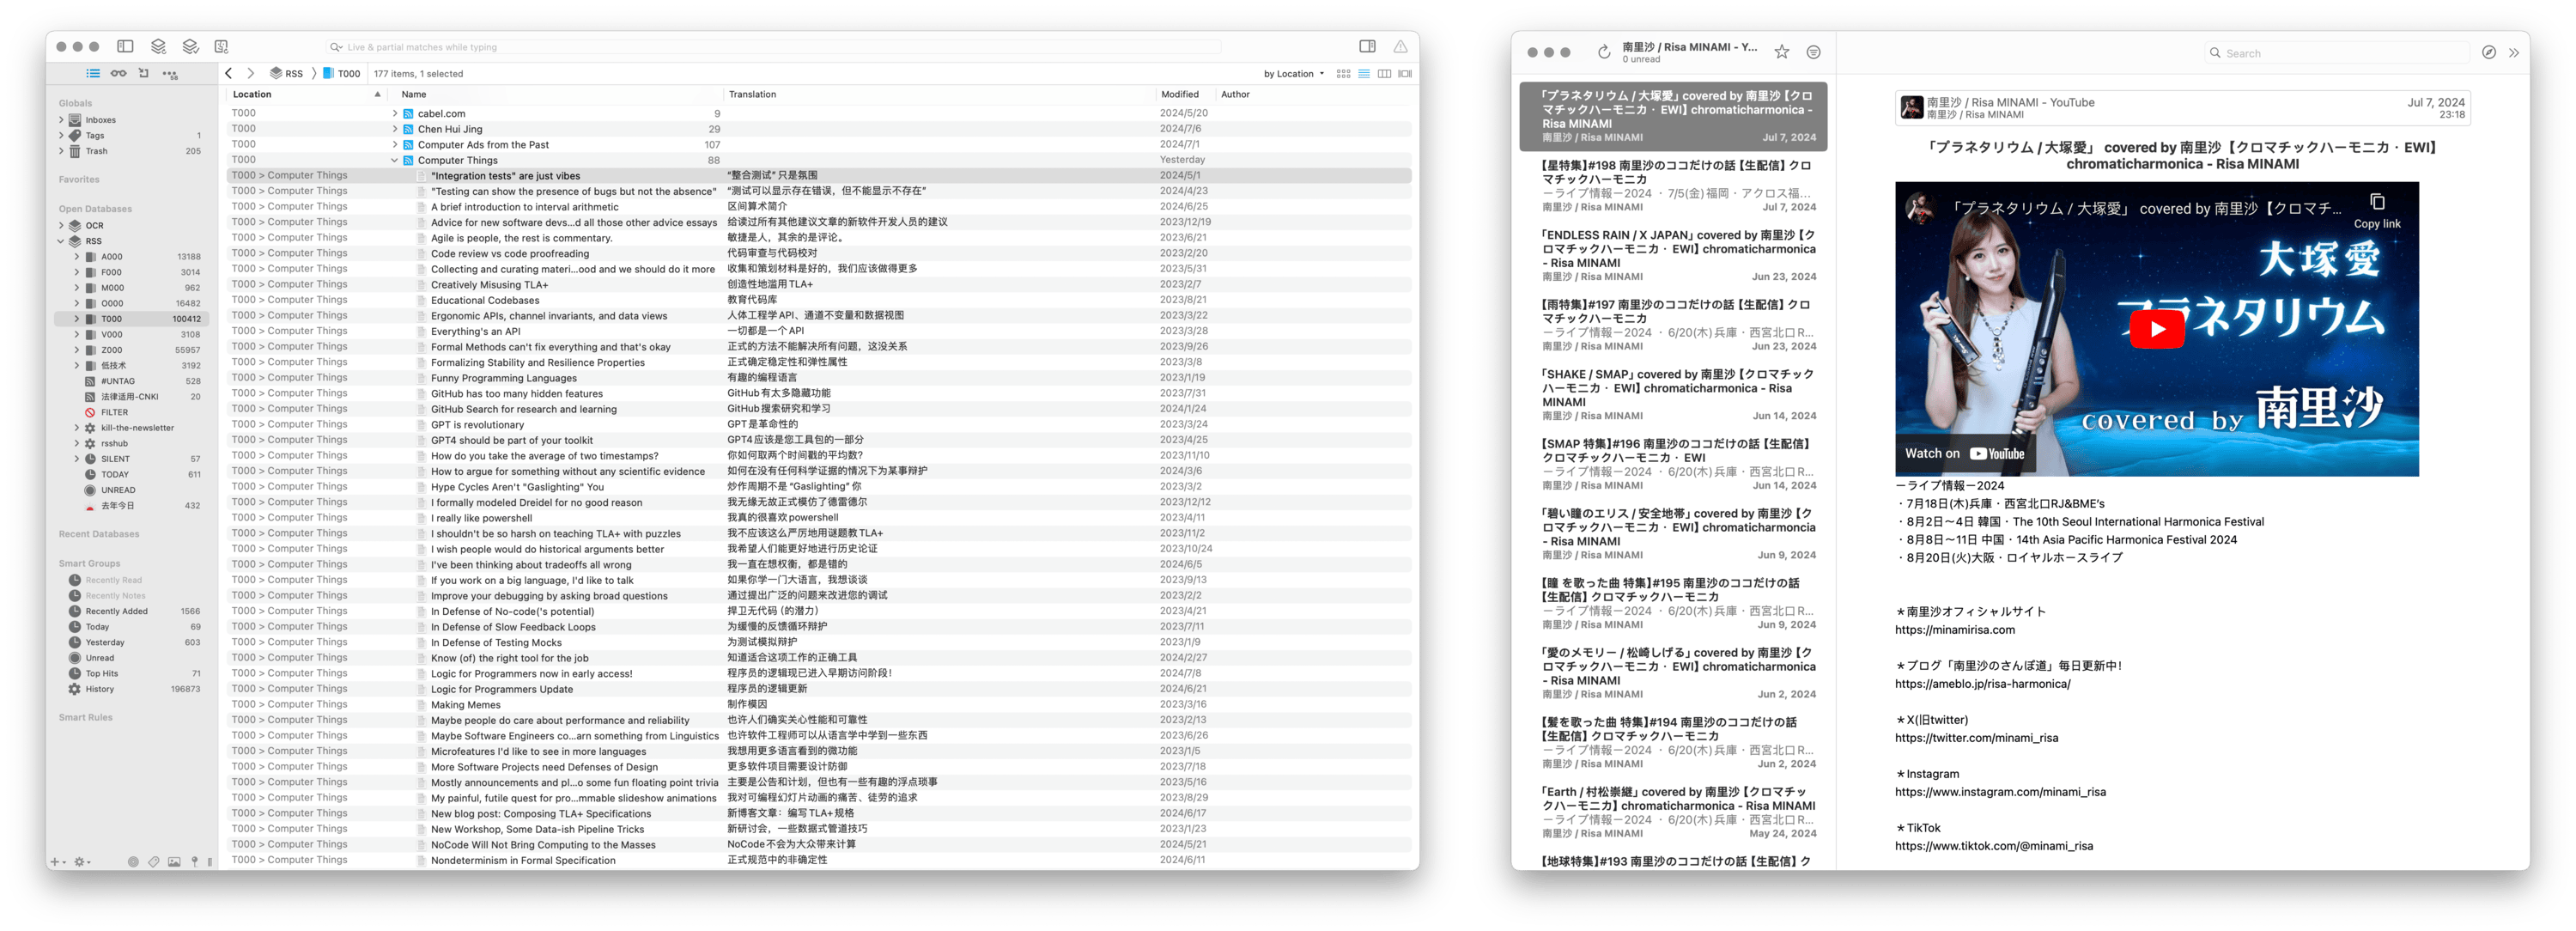 Live & partial matches while typing
58
RSS
T000
177 items, 1 selected
by Location
Globals
Inboxes
Tags 1
Trash 205
Favorites
Open Databases
OCR
RSS
A000 13188
F000 3014
M000 962
O000 16482
T000 100412
V000 3108
Z000 55957
低技术 3192
#UNTAG 528
法律适用-CNKI 20
FILTER
kill-the-newsletter
rsshub
SILENT 57
TODAY 611
UNREAD
去年今日 432
Recent Databases
Smart Groups
Recently Read
Recently Notes
Recently Added 1566
Today 69
Yesterday 603
Unread
Top Hits 71
History 196873
Smart Rules
Location Name Translation Modified Author
T000 cabel.com 9 2024/5/20
T000 Chen Hui Jing 29 2024/7/6
T000 Computer Ads from the Past 107 2024/7/1
T000 Computer Things 88 Yesterday
T000 > Computer Things "Integration tests" are just vibes “整合测试” 只是氛围 2024/5/1
T000 > Computer Things "Testing can show the presence of bugs but not the absence" “测试可以显示存在错误，但不能显示不存在” 2024/4/23
T000 > Computer Things A brief introduction to interval arithmetic 区间算术简介 2024/6/25
T000 > Computer Things Advice for new software devs...d all those other advice essays 给读过所有其他建议文章的新软件开发人员的建议 2023/12/19
T000 > Computer Things Agile is people, the rest is commentary. 敏捷是人，其余的是评论。 2023/6/21
T000 > Computer Things Code review vs code proofreading 代码审查与代码校对 2023/2/20
T000 > Computer Things Collecting and curating materi...ood and we should do it more 收集和策划材料是好的，我们应该做得更多 2023/5/31
T000 > Computer Things Creatively Misusing TLA+ 创造性地滥用 TLA+ 2023/2/7
T000 > Computer Things Educational Codebases 教育代码库 2023/8/21
T000 > Computer Things Ergonomic APIs, channel invariants, and data views 人体工程学 API、通道不变量和数据视图 2023/3/22
T000 > Computer Things Everything's an API 一切都是一个 API 2023/3/28
T000 > Computer Things Formal Methods can't fix everything and that's okay 正式的方法不能解决所有问题，这没关系 2023/9/26
T000 > Computer Things Formalizing Stability and Resilience Properties 正式确定稳定性和弹性属性 2023/3/8
T000 > Computer Things Funny Programming Languages 有趣的编程语言 2023/1/19
T000 > Computer Things GitHub has too many hidden features GitHub 有太多隐藏功能 2023/7/31
T000 > Computer Things GitHub Search for research and learning GitHub 搜索研究和学习 2024/1/24
T000 > Computer Things GPT is revolutionary GPT 是革命性的 2023/3/24
T000 > Computer Things GPT4 should be part of your toolkit GPT4 应该是您工具包的一部分 2023/4/25
T000 > Computer Things How do you take the average of two timestamps? 你如何取两个时间戳的平均数? 2023/11/10
T000 > Computer Things How to argue for something without any scientific evidence 如何在没有任何科学证据的情况下为某事辩护 2024/3/6
T000 > Computer Things Hype Cycles Aren't "Gaslighting" You 炒作周期不是 “Gaslighting” 你 2023/3/2
T000 > Computer Things I formally modeled Dreidel for no good reason 我无缘无故正式模仿了德雷德尔 2023/12/12
T000 > Computer Things I really like powershell 我真的很喜欢 powershell 2023/4/11
T000 > Computer Things I shouldn't be so harsh on teaching TLA+ with puzzles 我不应该这么严厉地用谜题教 TLA+ 2023/11/2
T000 > Computer Things I wish people would do historical arguments better 我希望人们能更好地进行历史论证 2023/10/24
T000 > Computer Things I've been thinking about tradeoffs all wrong 我一直在想权衡，都是错的 2024/6/5
T000 > Computer Things If you work on a big language, I'd like to talk 如果你学一门大语言，我想谈谈 2023/9/13
T000 > Computer Things Improve your debugging by asking broad questions 通过提出广泛的问题来改进您的调试 2023/2/2
T000 > Computer Things In Defense of No-code('s potential) 捍卫无代码 (的潜力) 2023/4/21
T000 > Computer Things In Defense of Slow Feedback Loops 为缓慢的反馈循环辩护 2023/7/11
T000 > Computer Things In Defense of Testing Mocks 为测试模拟辩护 2023/1/9
T000 > Computer Things Know (of) the right tool for the job 知道适合这项工作的正确工具 2024/2/27
T000 > Computer Things Logic for Programmers now in early access! 程序员的逻辑现已进入早期访问阶段! 2024/7/8
T000 > Computer Things Logic for Programmers Update 程序员的逻辑更新 2024/6/21
T000 > Computer Things Making Memes 制作模因 2023/3/16
T000 > Computer Things Maybe people do care about performance and reliability 也许人们确实关心性能和可靠性 2023/2/13
T000 > Computer Things Maybe Software Engineers co...arn something from Linguistics 也许软件工程师可以从语言学中学到一些东西 2023/6/26
T000 > Computer Things Microfeatures I'd like to see in more languages 我想用更多语言看到的微功能 2023/1/5
T000 > Computer Things More Software Projects need Defenses of Design 更多软件项目需要设计防御 2023/7/18
T000 > Computer Things Mostly announcements and pl...o some fun floating point trivia 主要是公告和计划，但也有一些有趣的浮点琐事 2023/5/16
T000 > Computer Things My painful, futile quest for pro...mmable slideshow animations 我对可编程幻灯片动画的痛苦、徒劳的追求 2023/8/29
T000 > Computer Things New blog post: Composing TLA+ Specifications 新博客文章：编写 TLA+ 规格 2024/6/17
T000 > Computer Things New Workshop, Some Data-ish Pipeline Tricks 新研讨会，一些数据式管道技巧 2023/1/23
T000 > Computer Things NoCode Will Not Bring Computing to the Masses NoCode 不会为大众带来计算 2024/5/21
T000 > Computer Things Nondeterminism in Formal Specification 正式规范中的非确定性 2024/6/11
南里沙 / Risa MINAMI - Y...
0 unread
Search
「プラネタリウム / 大塚愛」 covered by 南里沙 【クロ
マチックハーモニカ・ EWI】 chromaticharmonica -
Risa MINAMI
南里沙 / Risa MINAMI Jul 7, 2024
【星特集】#198 南里沙のココだけの話 【生配信】 クロ
マチックハーモニカ
ーライブ情報ー2024 ・ 7/5(金)福岡・アクロス福...
南里沙 / Risa MINAMI Jul 7, 2024
「ENDLESS RAIN / X JAPAN」 covered by 南里沙 【ク
ロマチックハーモニカ・ EWI】 chromaticharmonica
- Risa MINAMI
南里沙 / Risa MINAMI Jun 23, 2024
【雨特集】#197 南里沙のココだけの話 【生配信】 クロ
マチックハーモニカ
ーライブ情報ー2024 ・ 6/20(木)兵庫・西宮北口R...
南里沙 / Risa MINAMI Jun 23, 2024
「SHAKE / SMAP」 covered by 南里沙 【クロマチック
ハーモニカ・ EWI】 chromaticharmonica - Risa
MINAMI
南里沙 / Risa MINAMI Jun 14, 2024
【SMAP 特集】#196 南里沙のココだけの話 【生配信】
クロマチックハーモニカ・ EWI
ーライブ情報ー2024 ・ 6/20(木)兵庫・西宮北口R...
南里沙 / Risa MINAMI Jun 14, 2024
「碧い瞳のエリス / 安全地帯」 covered by 南里沙 【ク
ロマチックハーモニカ・ EWI】 chromaticharmoncia
- Risa MINAMI
南里沙 / Risa MINAMI Jun 9, 2024
【瞳 を歌った曲 特集】#195 南里沙のココだけの話
【生配信】 クロマチックハーモニカ
ーライブ情報ー2024 ・ 6/20(木)兵庫・西宮北口R...
南里沙 / Risa MINAMI Jun 9, 2024
「愛のメモリー / 松崎しげる」 covered by 南里沙 【ク
ロマチックハーモニカ・ EWI】 chromaticharmonica
- Risa MINAMI
南里沙 / Risa MINAMI Jun 2, 2024
【髪を歌った曲 特集】#194 南里沙のココだけの話
【生配信】 クロマチックハーモニカ
ーライブ情報ー2024 ・ 6/20(木)兵庫・西宮北口R...
南里沙 / Risa MINAMI Jun 2, 2024
「Earth / 村松崇継」 covered by 南里沙 【クロマチッ
クハーモニカ】 chromaticharmonica - Risa MINAMI
ーライブ情報ー2024 ・ 6/20(木)兵庫・西宮北口R...
南里沙 / Risa MINAMI May 24, 2024
【地球特集】#193 南里沙のココだけの話 【生配信】 ク
南里沙 / Risa MINAMI - YouTube Jul 7, 2024
南里沙 / Risa MINAMI 23:18
「プラネタリウム / 大塚愛」 covered by 南里沙【クロマチックハーモニカ・ EWI】
chromaticharmonica - Risa MINAMI
「プラネタリウム / 大塚愛」 covered by 南里沙【クロマチ...
Copy link
大塚 愛
プラネタリウム
covered by 南里沙
Watch on YouTube
ーライブ情報ー2024
・7月18日(木)兵庫・西宮北口RJ&BME's
・8月2日〜4日 韓国・The 10th Seoul International Harmonica Festival
・8月8日〜11日 中国・14th Asia Pacific Harmonica Festival 2024
・8月20日(火)大阪・ロイヤルホースライブ
＊南里沙オフィシャルサイト
https://minamirisa.com
＊ブログ「南里沙のさんぽ道」毎日更新中!
https://ameblo.jp/risa-harmonica/
＊X(旧twitter)
https://twitter.com/minami_risa
＊Instagram
https://www.instagram.com/minami_risa
＊TikTok
https://www.tiktok.com/@minami_risa